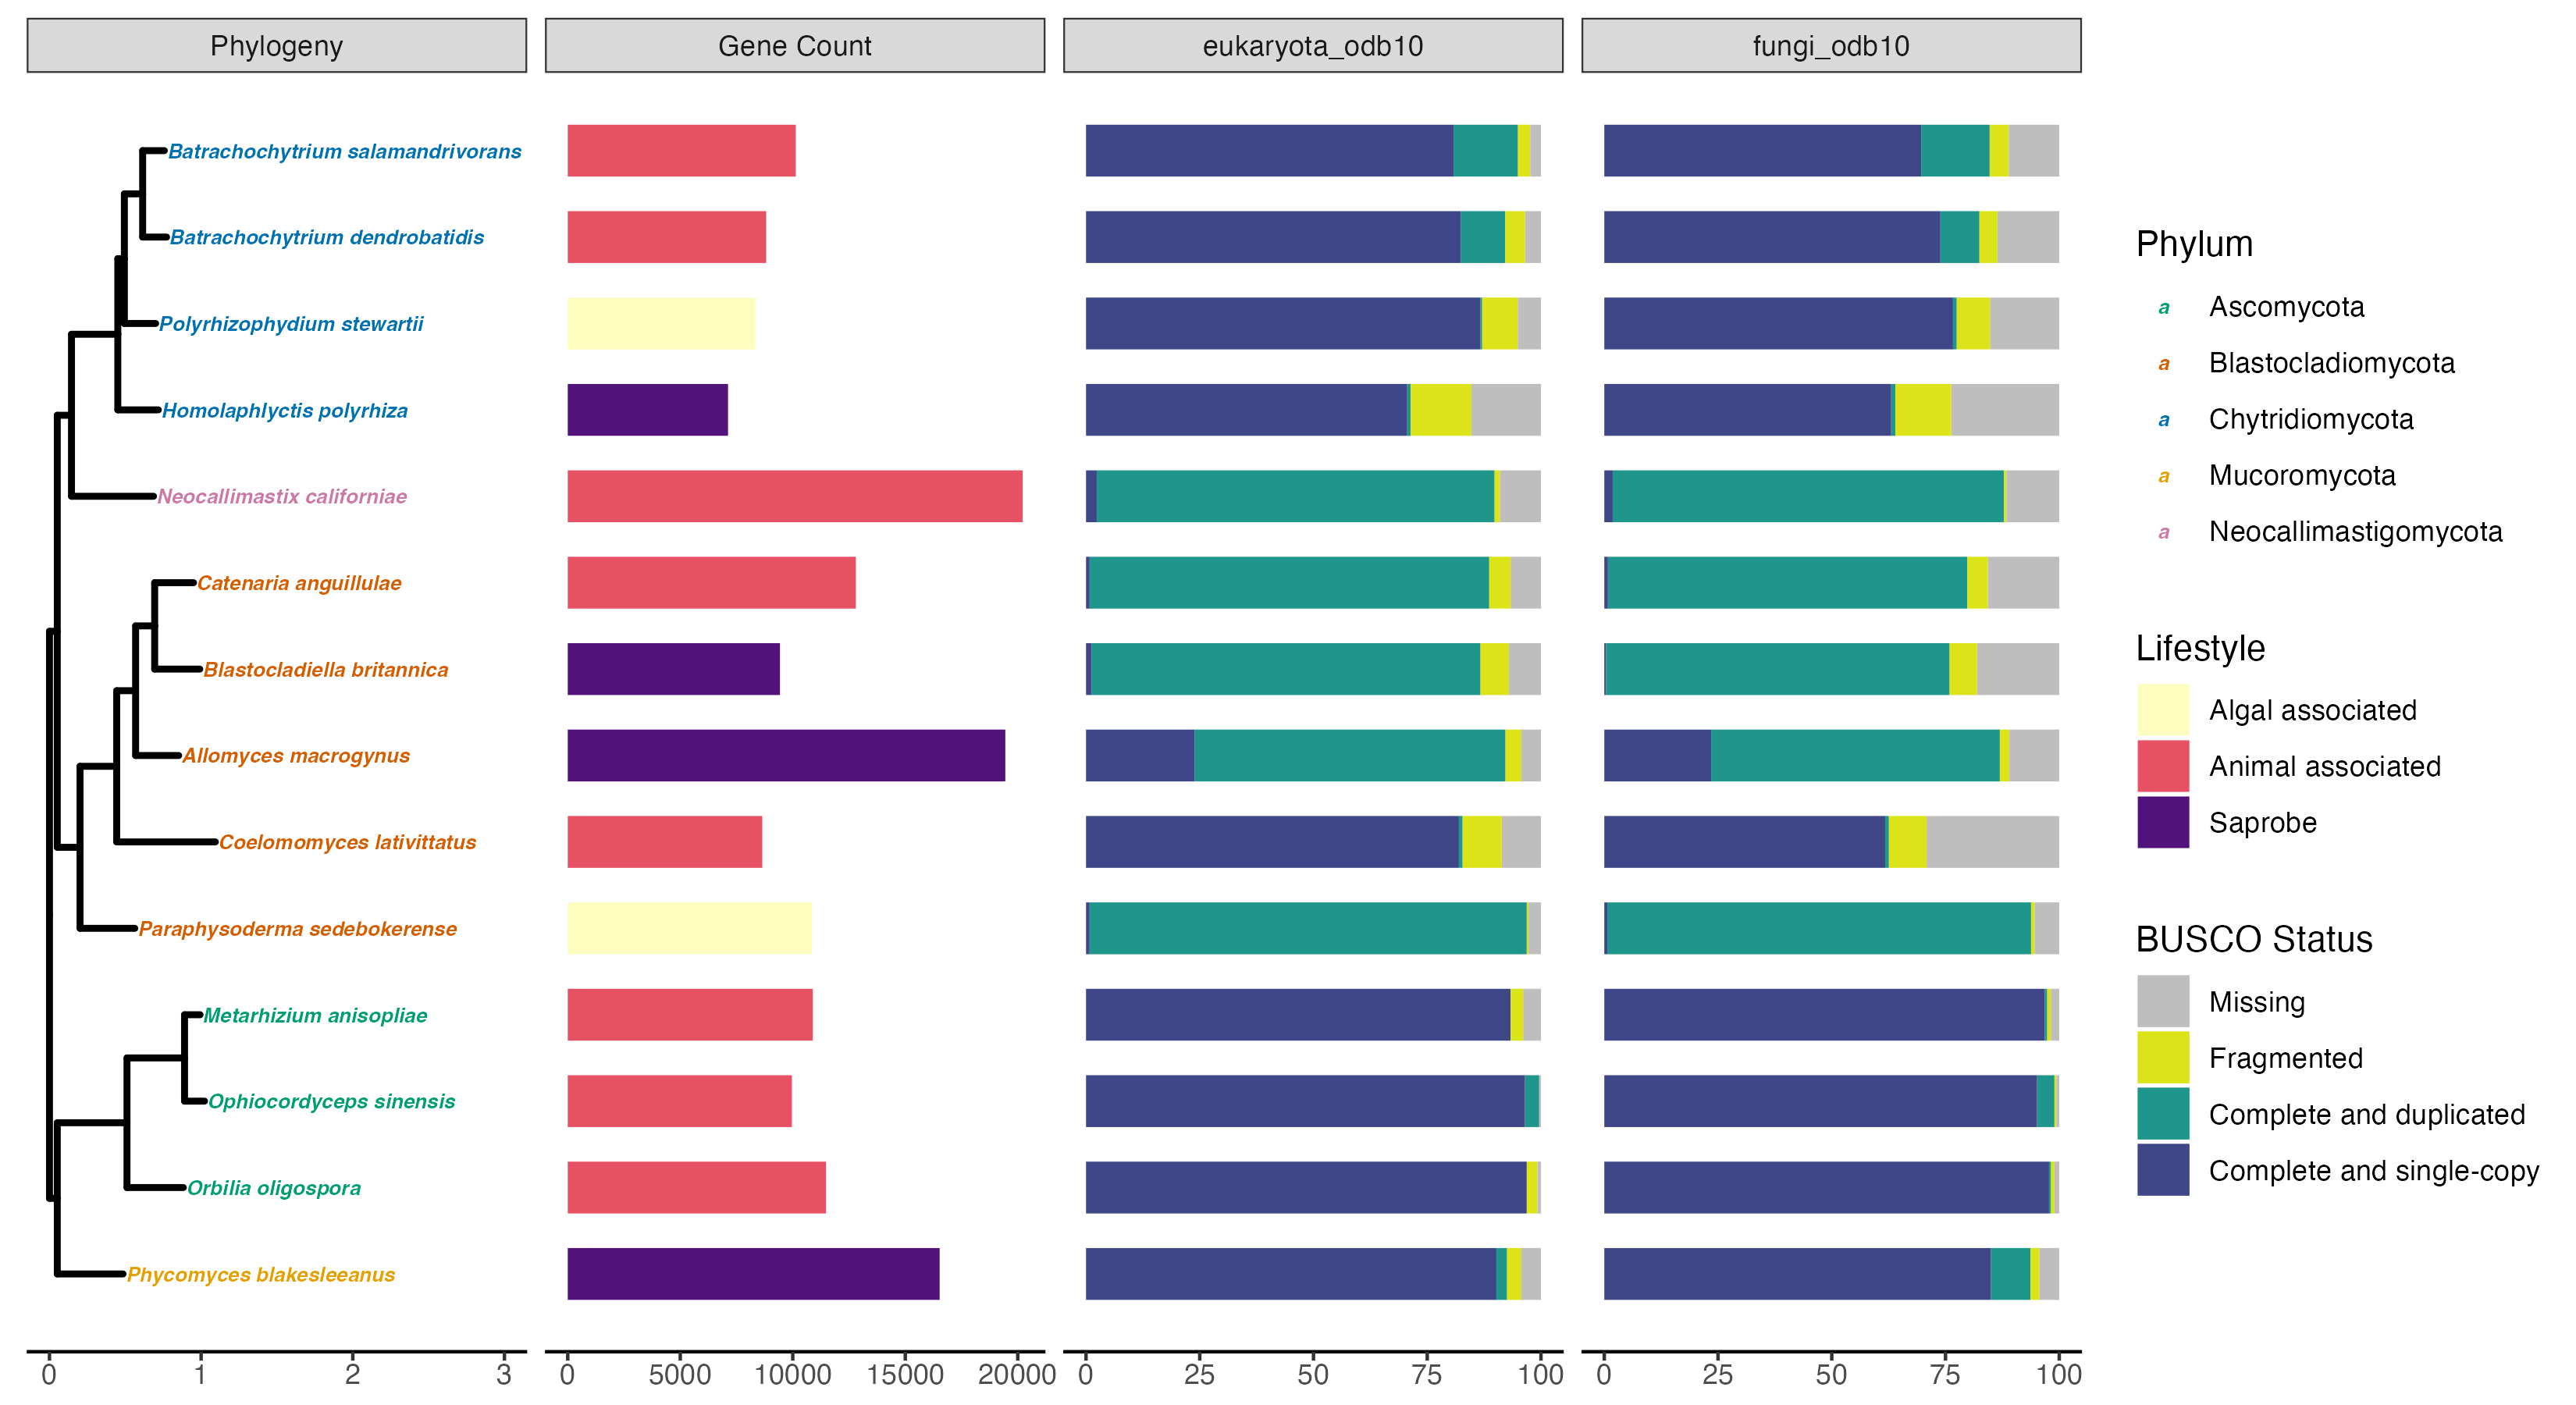 Phylogeny
Gene Count
eukaryota_odb10
fungi_odb10
Batrachochytrium salamandrivorans
Batrachochytrium dendrobatidis
Polyrhizophydium stewartii
Homolaphlyctis polyrhiza
Neocallimastix californiae
Catenaria anguillulae
Blastocladiella britannica
Allomyces macrogynus
Coelomomyces lativittatus
Paraphysoderma sedebokerense
Metarhizium anisopliae
Ophiocordyceps sinensis
Orbilia oligospora
Phycomyces blakesleeanus
0 1 2 3
0 5000 10000 15000 20000
0 25 50 75 100
0 25 50 75 100
Phylum
a Ascomycota
a Blastocladiomycota
a Chytridiomycota
a Mucoromycota
a Neocallimastigomycota
Lifestyle
Algal associated
Animal associated
Saprobe
BUSCO Status
Missing
Fragmented
Complete and duplicated
Complete and single-copy